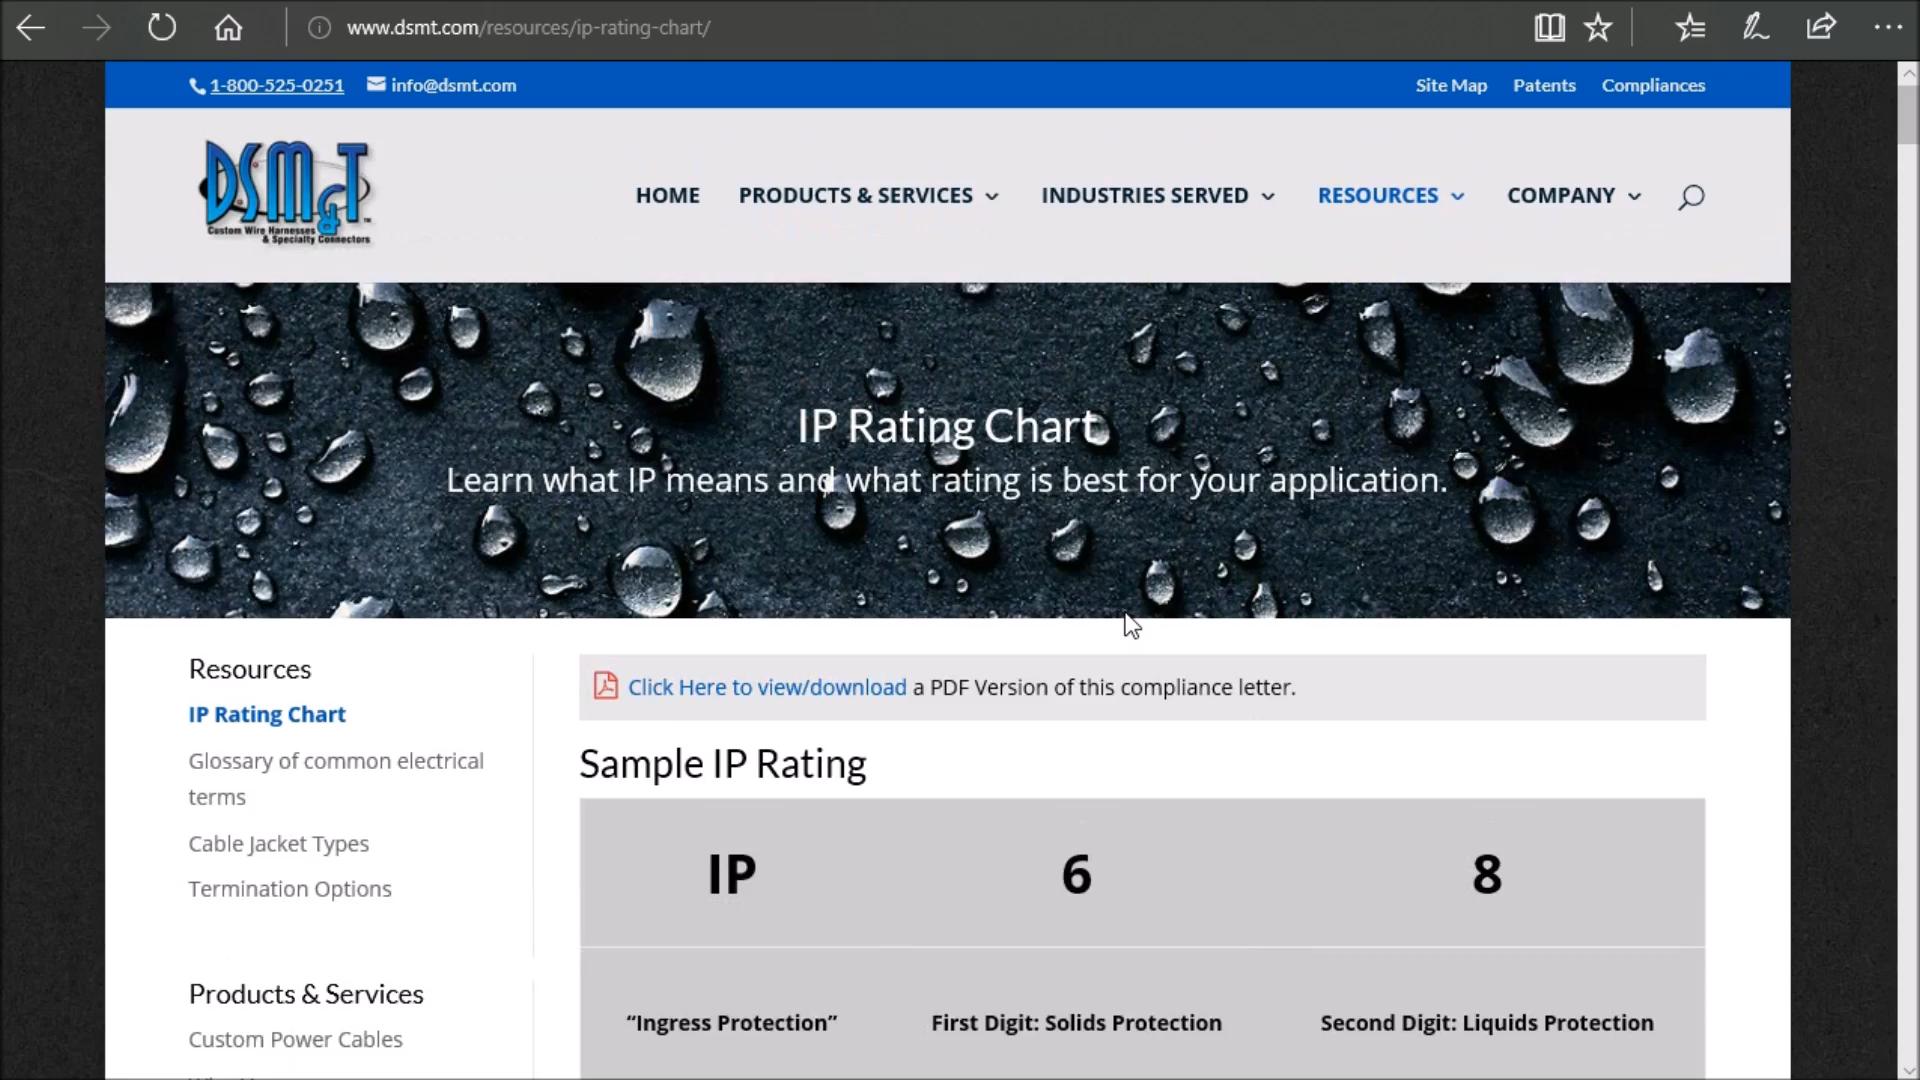 www.dsmt.com/resources/ip-rating-chart/
1-800-525-0251 info@dsmt.com Site Map Patents Compliances
DSM&T™
Custom Wire Harnesses
& Specialty Connectors
HOME PRODUCTS & SERVICES INDUSTRIES SERVED RESOURCES COMPANY
IP Rating Chart
Learn what IP means and what rating is best for your application.
Resources
IP Rating Chart
Glossary of common electrical
terms
Cable Jacket Types
Termination Options
Products & Services
Custom Power Cables
Click Here to view/download a PDF Version of this compliance letter.
Sample IP Rating
IP 6 8
“Ingress Protection” First Digit: Solids Protection Second Digit: Liquids Protection